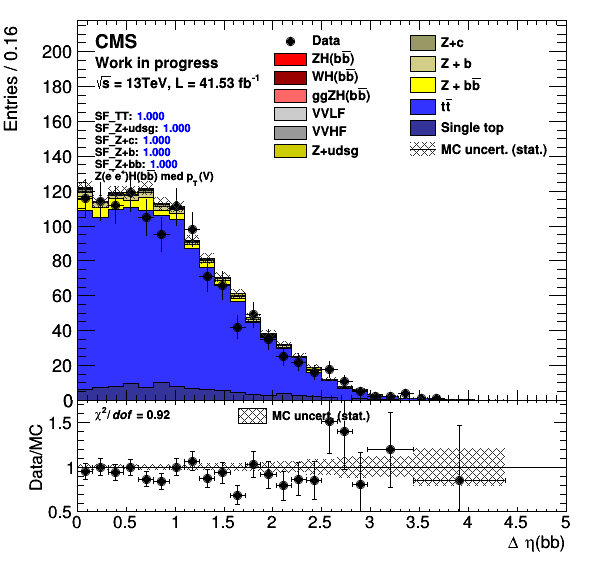 CMS
Work in progress
√s = 13TeV, L = 41.53 fb⁻¹
SF_TT: 1.000
SF_Z+udsg: 1.000
SF_Z+c: 1.000
SF_Z+b: 1.000
SF_Z+bb: 1.000
Z(e⁻e⁺)H(bb̅) med p_T(V)
Data
ZH(bb̅)
WH(bb̅)
ggZH(bb̅)
VVLF
VVHF
Z+udsg
Z+c
Z + b
Z + bb̅
tt̅
Single top
MC uncert. (stat.)
Entries / 0.16
200
180
160
140
120
100
80
60
40
20
0
χ²/dof = 0.92
MC uncert. (stat.)
Data/MC
1.5
1
0.5
0 0.5 1 1.5 2 2.5 3 3.5 4 4.5 5
Δ η(bb)